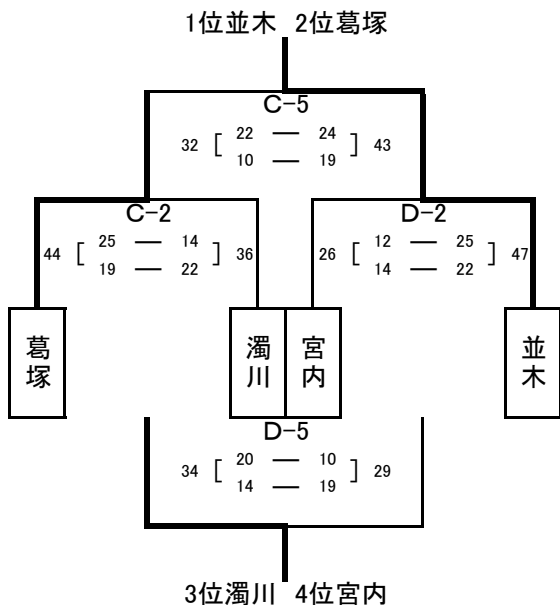 1位並木 2位葛塚
C-5
32 [ 22 — 24 ] 43
10 — 19
C-2 D-2
44 [ 25 — 14 ] 36 26 [ 12 — 25 ] 47
19 — 22 14 — 22
葛塚 濁川 宮内 並木
D-5
34 [ 20 — 10 ] 29
14 — 19
3位濁川 4位宮内